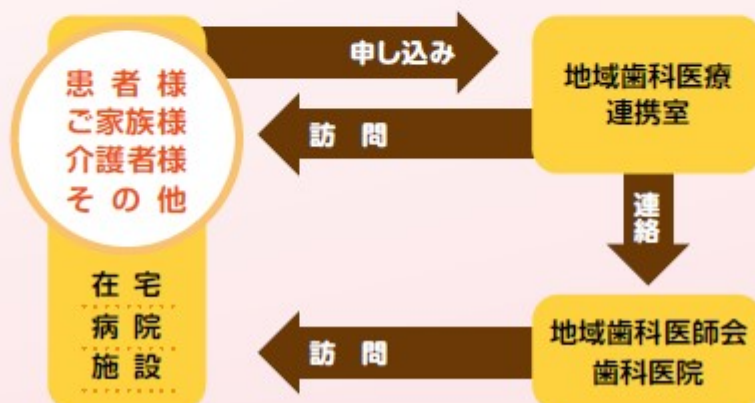 患者様
ご家族様
介護者様
その他
在宅
病院
施設
申し込み
訪問
地域歯科医療
連携室
連絡
訪問
地域歯科医師会
歯科医院